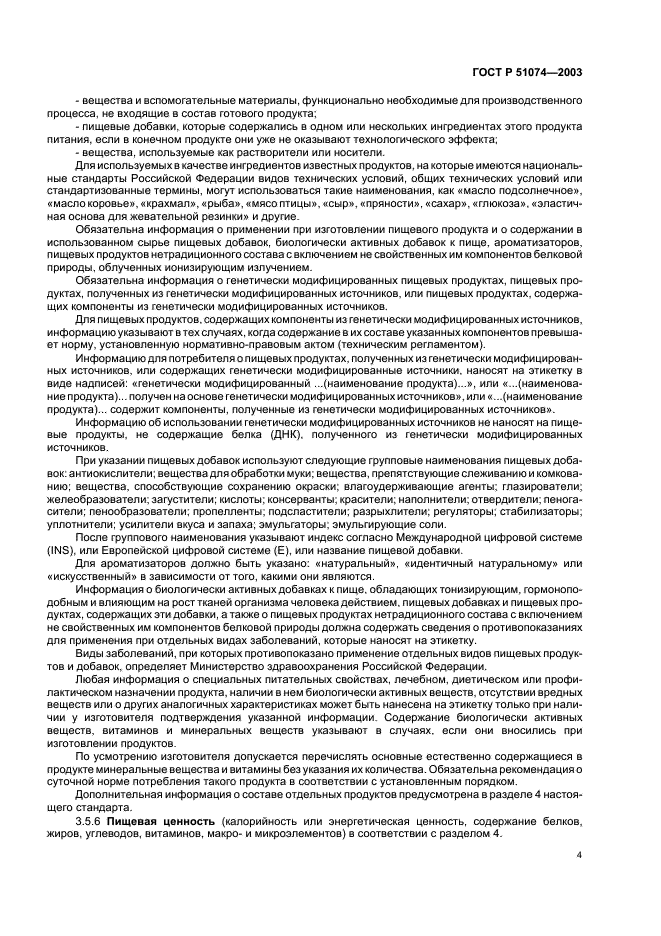 ГОСТ Р 51074—2003
- вещества и вспомогательные материалы, функционально необходимые для производственного
процесса, не входящие в состав готового продукта;
- пищевые добавки, которые содержались в одном или нескольких ингредиентах этого продукта
питания, если в конечном продукте они уже не оказывают технологического эффекта;
- вещества, используемые как растворители или носители.
Для используемых в качестве ингредиентов известных продуктов, на которые имеются националь-
ные стандарты Российской Федерации видов технических условий, общих технических условий или
стандартизованные термины, могут использоваться такие наименования, как «масло подсолнечное»,
«масло коровье», «крахмал», «рыба», «мясо птицы», «сыр», «пряности», «сахар», «глюкоза», «эластич-
ная основа для жевательной резинки» и другие.
Обязательна информация о применении при изготовлении пищевого продукта и о содержании в
использованном сырье пищевых добавок, биологически активных добавок к пище, ароматизаторов,
пищевых продуктов нетрадиционного состава с включением не свойственных им компонентов белковой
природы, облученных ионизирующим излучением.
Обязательна информация о генетически модифицированных пищевых продуктах, пищевых про-
дуктах, полученных из генетически модифицированных источников, или пищевых продуктах, содержа-
щих компоненты из генетически модифицированных источников.
Для пищевых продуктов, содержащих компоненты из генетически модифицированных источников,
информацию указывают в тех случаях, когда содержание в их составе указанных компонентов превыша-
ет норму, установленную нормативно-правовым актом (техническим регламентом).
Информацию для потребителя о пищевых продуктах, полученных из генетически модифицирован-
ных источников, или содержащих генетически модифицированные источники, наносят на этикетку в
виде надписей: «генетически модифицированный ...(наименование продукта)...», или «...(наименова-
ние продукта)... получен на основе генетически модифицированных источников», или «...(наименование
продукта)... содержит компоненты, полученные из генетически модифицированных источников».
Информацию об использовании генетически модифицированных источников не наносят на пище-
вые продукты, не содержащие белка (ДНК), полученного из генетически модифицированных
источников.
При указании пищевых добавок используют следующие групповые наименования пищевых доба-
вок: антиокислители; вещества для обработки муки; вещества, препятствующие слеживанию и комкова-
нию; вещества, способствующие сохранению окраски; влагоудерживающие агенты; глазирователи;
желеобразователи; загустители; кислоты; консерванты; красители; наполнители; отвердители; пенога-
сители; пенообразователи; пропелленты; подсластители; разрыхлители; регуляторы; стабилизаторы;
уплотнители; усилители вкуса и запаха; эмульгаторы; эмульгирующие соли.
После группового наименования указывают индекс согласно Международной цифровой системе
(INS), или Европейской цифровой системе (Е), или название пищевой добавки.
Для ароматизаторов должно быть указано: «натуральный», «идентичный натуральному» или
«искусственный» в зависимости от того, какими они являются.
Информация о биологически активных добавках к пище, обладающих тонизирующим, гормонопо-
добным и влияющим на рост тканей организма человека действием, пищевых добавках и пищевых про-
дуктах, содержащих эти добавки, а также о пищевых продуктах нетрадиционного состава с включением
не свойственных им компонентов белковой природы должна содержать сведения о противопоказаниях
для применения при отдельных видах заболеваний, которые наносят на этикетку.
Виды заболеваний, при которых противопоказано применение отдельных видов пищевых продук-
тов и добавок, определяет Министерство здравоохранения Российской Федерации.
Любая информация о специальных питательных свойствах, лечебном, диетическом или профи-
лактическом назначении продукта, наличии в нем биологически активных веществ, отсутствии вредных
веществ или о других аналогичных характеристиках может быть нанесена на этикетку только при нали-
чии у изготовителя подтверждения указанной информации. Содержание биологически активных
веществ, витаминов и минеральных веществ указывают в случаях, если они вносились при
изготовлении продуктов.
По усмотрению изготовителя допускается перечислять основные естественно содержащиеся в
продукте минеральные вещества и витамины без указания их количества. Обязательна рекомендация о
суточной норме потребления такого продукта в соответствии с установленным порядком.
Дополнительная информация о составе отдельных продуктов предусмотрена в разделе 4 настоя-
щего стандарта.
3.5.6 Пищевая ценность (калорийность или энергетическая ценность, содержание белков,
жиров, углеводов, витаминов, макро- и микроэлементов) в соответствии с разделом 4.
4